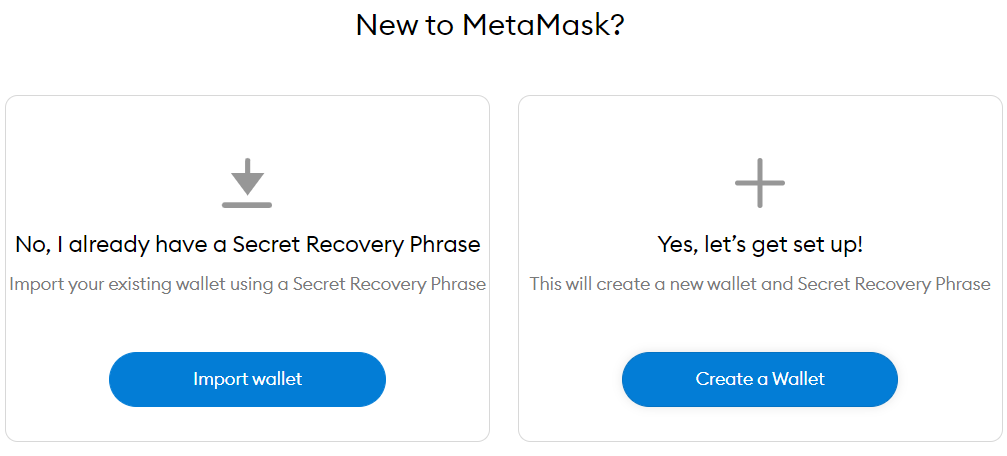 New to MetaMask?
No, I already have a Secret Recovery Phrase
Import your existing wallet using a Secret Recovery Phrase
Import wallet
Yes, let’s get set up!
This will create a new wallet and Secret Recovery Phrase
Create a Wallet